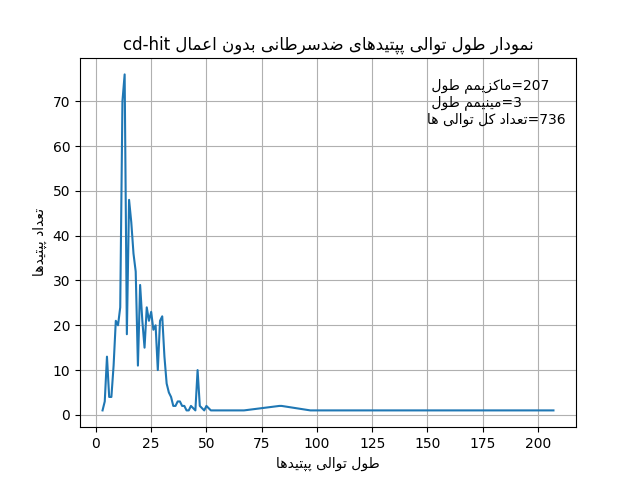 نمودار طول توالی پپتیدهای ضدسرطانی بدون اعمال cd-hit
ماکزیمم طول =207
مینیمم طول =3
تعداد کل توالی ها=736
تعداد پپتیدها
70
60
50
40
30
20
10
0
0 25 50 75 100 125 150 175 200
طول توالی پپتیدها